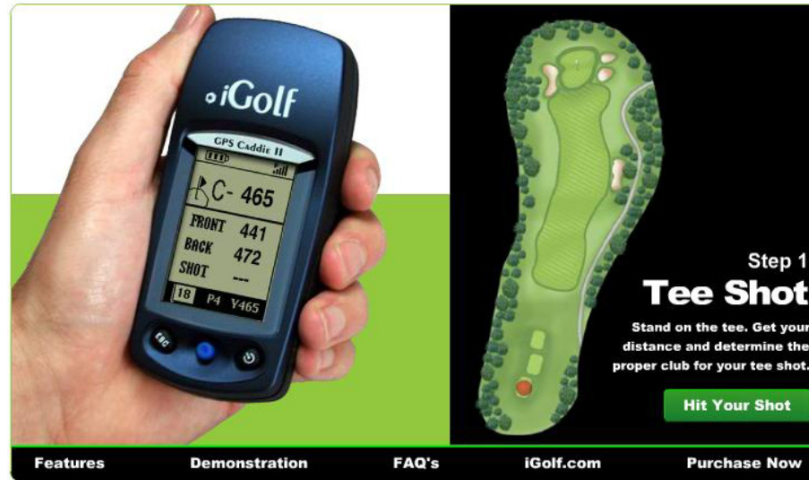 iGolf
GPS Caddie II
C- 465
FRONT 441
BACK 472
SHOT ---
18 P4 Y465
ESC
Step 1
Tee Shot
Stand on the tee. Get your
distance and determine the
proper club for your tee shot.
Hit Your Shot
Features Demonstration FAQ's iGolf.com Purchase Now